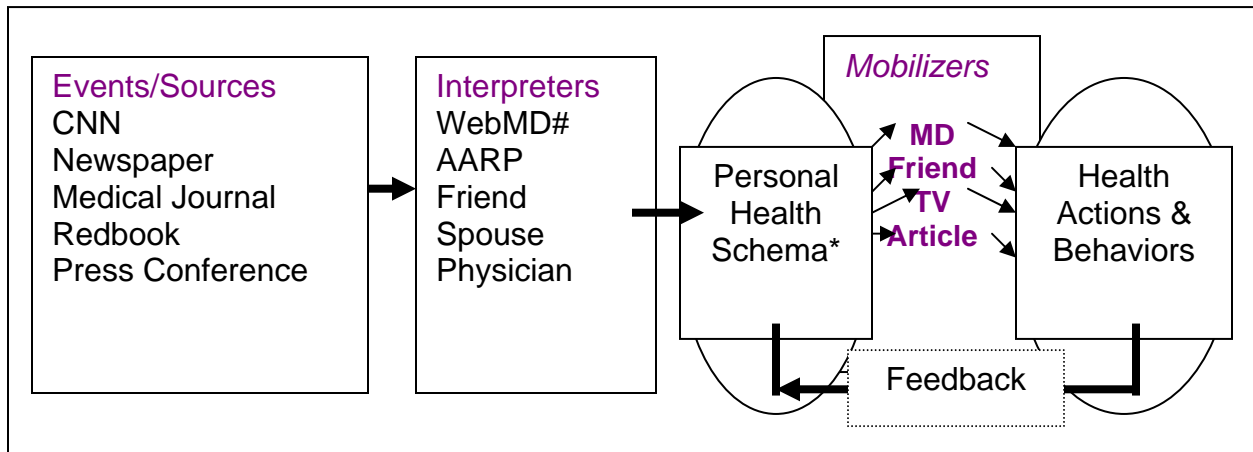 Events/Sources
CNN
Newspaper
Medical Journal
Redbook
Press Conference
Interpreters
WebMD#
AARP
Friend
Spouse
Physician
Personal
Health
Schema*
Mobilizers
MD
Friend
TV
Article
Health
Actions &
Behaviors
Feedback